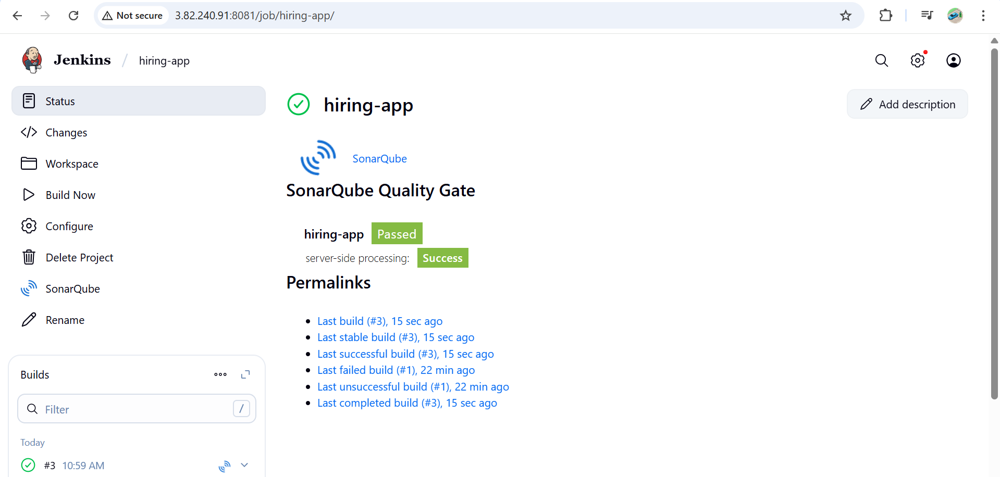 Not secure 3.82.240.91:8081/job/hiring-app/
Jenkins / hiring-app
Status
Changes
Workspace
Build Now
Configure
Delete Project
SonarQube
Rename
Builds
Filter /
Today
#3 10:59 AM
hiring-app
Add description
SonarQube
SonarQube Quality Gate
hiring-app Passed
server-side processing: Success
Permalinks
Last build (#3), 15 sec ago
Last stable build (#3), 15 sec ago
Last successful build (#3), 15 sec ago
Last failed build (#1), 22 min ago
Last unsuccessful build (#1), 22 min ago
Last completed build (#3), 15 sec ago